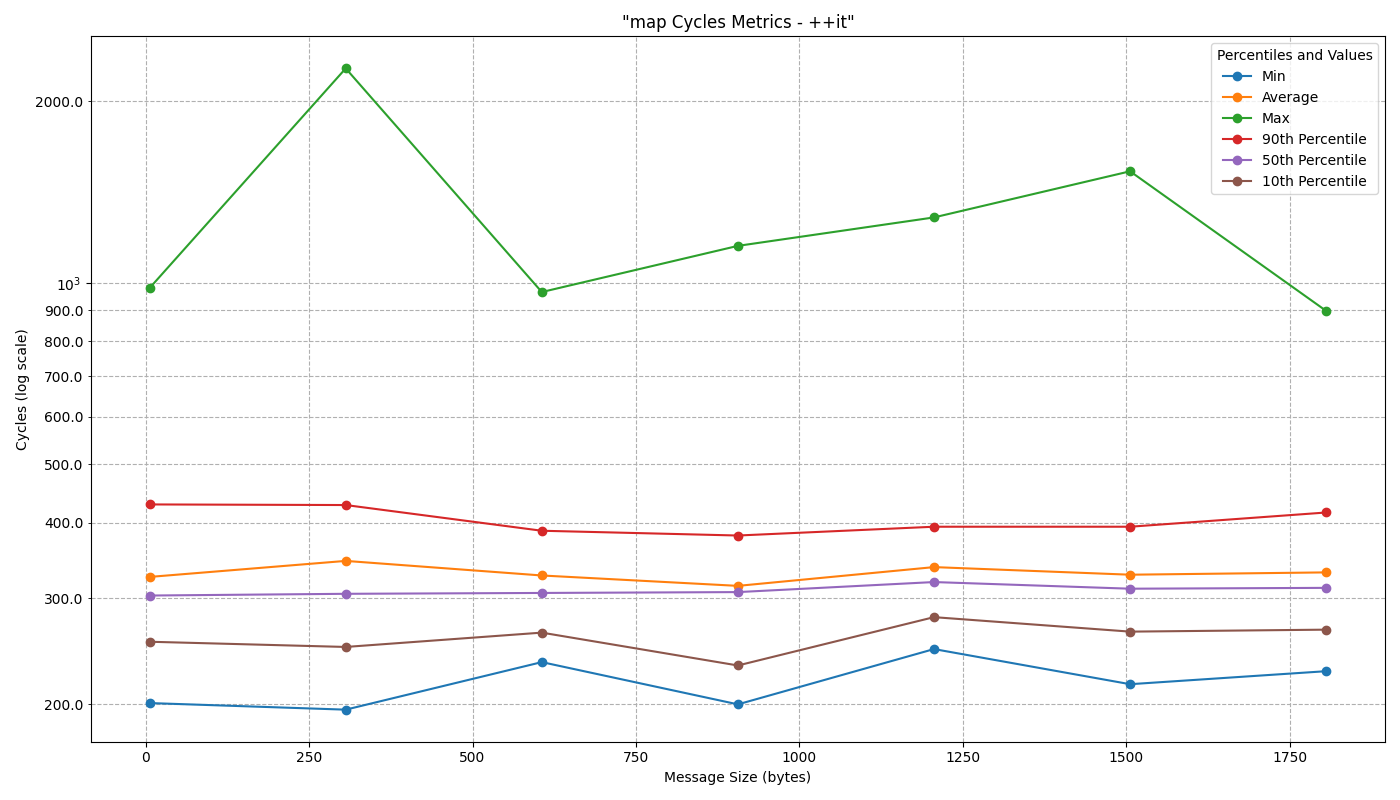 "map Cycles Metrics - ++it"
Percentiles and Values
Min
Average
Max
90th Percentile
50th Percentile
10th Percentile
2000.0
10³
900.0
800.0
700.0
600.0
500.0
400.0
300.0
200.0
Cycles (log scale)
0 250 500 750 1000 1250 1500 1750
Message Size (bytes)